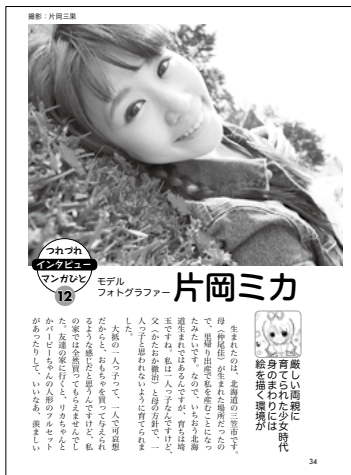 撮影：片岡三果
つれづれ
インタビュー
マンガびと
12
モデル
フォトグラファー
片岡ミカ
厳しい両親に
育てられた少女時代
身のまわりには
絵を描く環境が
生まれたのは、北海道の三笠市です。
母（仲尾佳）が生まれた場所だったの
で、里帰り出産で私を産むことになっ
たみたいです。なので、いちおう北海
道生まれではあるんですが、育ちは埼
玉ですかね。私は一人っ子なんですけど、
父（かたおか徹治）と母の方針で、一
人っ子と思われないように育てられま
した。
大抵の一人っ子って、一人で可哀想
だからと、おもちゃを買って与えられ
るような感じだと思うんですけど、私
の家では全然買ってもらえませんでし
た。友達の家に行くと、リカちゃんと
かバービーちゃんの人形のフルセット
があったりして、いいなあ、羨ましい
34